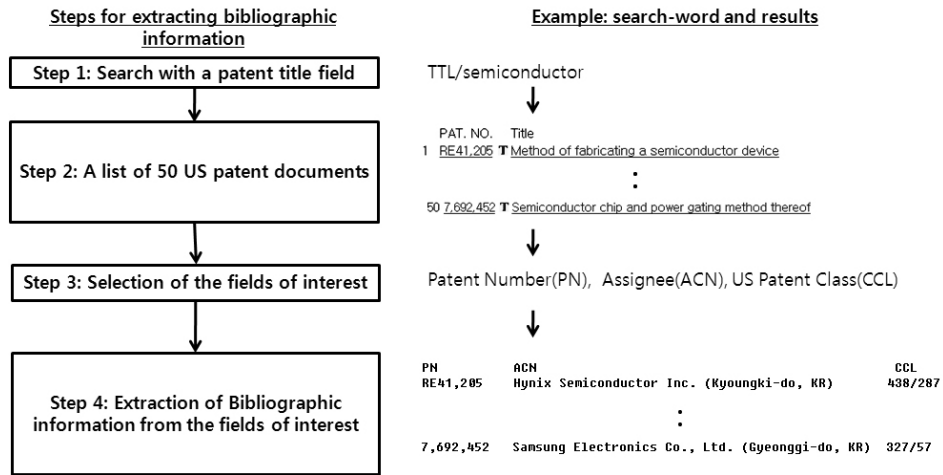 Steps for extracting bibliographic
information
Step 1: Search with a patent title field
Step 2: A list of 50 US patent documents
Step 3: Selection of the fields of interest
Step 4: Extraction of Bibliographic
information from the fields of interest
Example: search-word and results
TTL/semiconductor
PAT. NO. Title
1 RE41,205 T Method of fabricating a semiconductor device
:
50 7,692,452 T Semiconductor chip and power gating method thereof
Patent Number(PN), Assignee(ACN), US Patent Class(CCL)
PN ACN CCL
RE41,205 Hynix Semiconductor Inc. (Kyoungki-do, KR) 438/287
:
7,692,452 Samsung Electronics Co., Ltd. (Gyeonggi-do, KR) 327/57